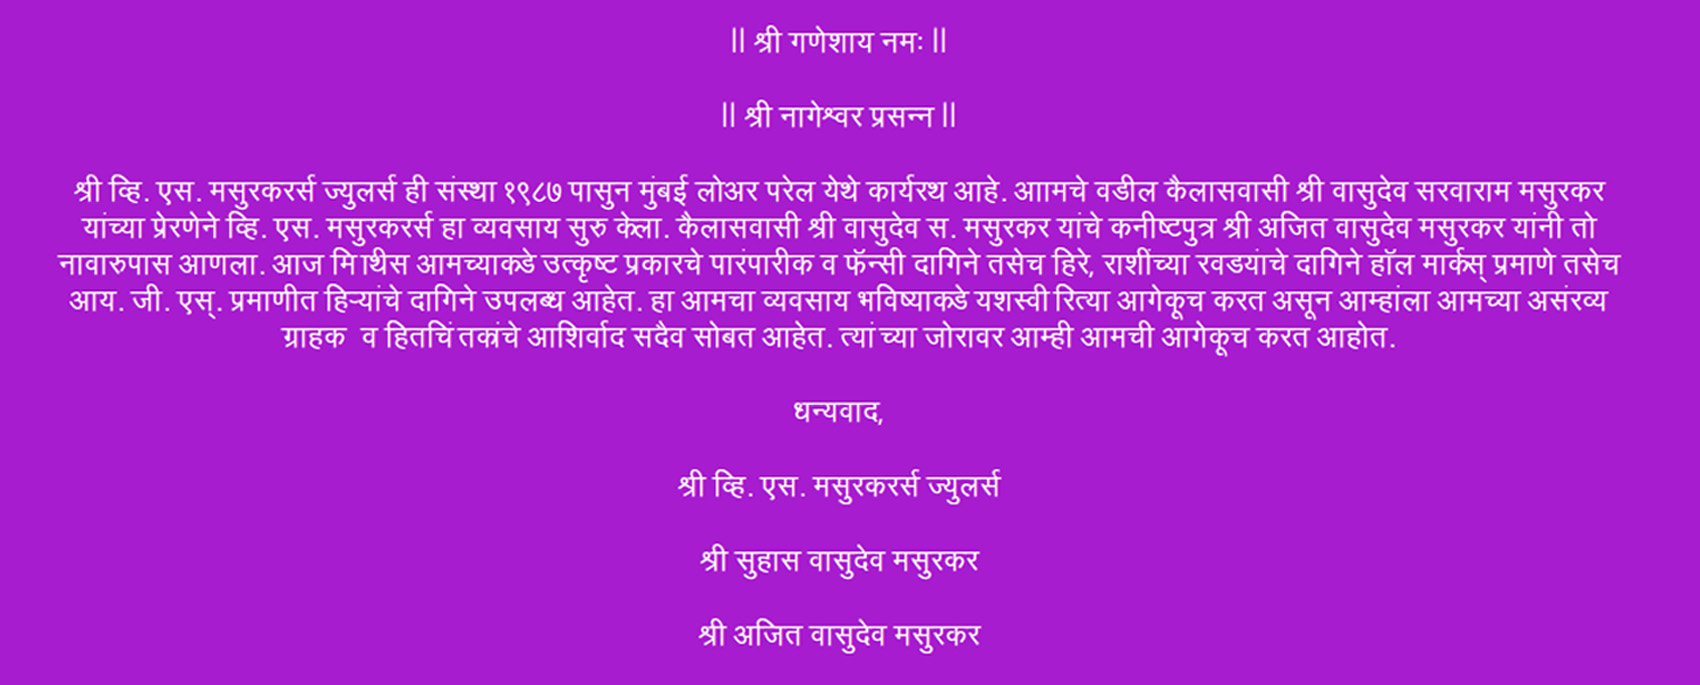 ॥ श्री गणेशाय नमः ॥
॥ श्री नागेश्वर प्रसन्न ॥
श्री व्हि. एस. मसुरकरर्स ज्युलर्स ही संस्था १९८७ पासुन मुंबई लोअर परेल येथे कार्यरथ आहे. आामचे वडील कैलासवासी श्री वासुदेव सरवाराम मसुरकर
यांच्या प्रेरणेने व्हि. एस. मसुरकरर्स हा व्यवसाय सुरु केला. कैलासवासी श्री वासुदेव स. मसुरकर यांचे कनीष्टपुत्र श्री अजित वासुदेव मसुरकर यांनी तो
नावारुपास आणला. आज मिाथीस आमच्याकडे उत्कृष्ट प्रकारचे पारंपारीक व फॅन्सी दागिने तसेच हिरे, राशींच्या रवडयांचे दागिने हॉल मार्कस् प्रमाणे तसेच
आय. जी. एस्. प्रमाणीत हिऱ्यांचे दागिने उपलब्ध आहेत. हा आमचा व्यवसाय भविष्याकडे यशस्वीरित्या आगेकूच करत असून आम्हांला आमच्या असंरव्य
ग्राहक व हितचिंतकांचे आशिर्वाद सदैव सोबत आहेत. त्यांच्या जोरावर आम्ही आमची आगेकूच करत आहोत.
धन्यवाद,
श्री व्हि. एस. मसुरकरर्स ज्युलर्स
श्री सुहास वासुदेव मसुरकर
श्री अजित वासुदेव मसुरकर